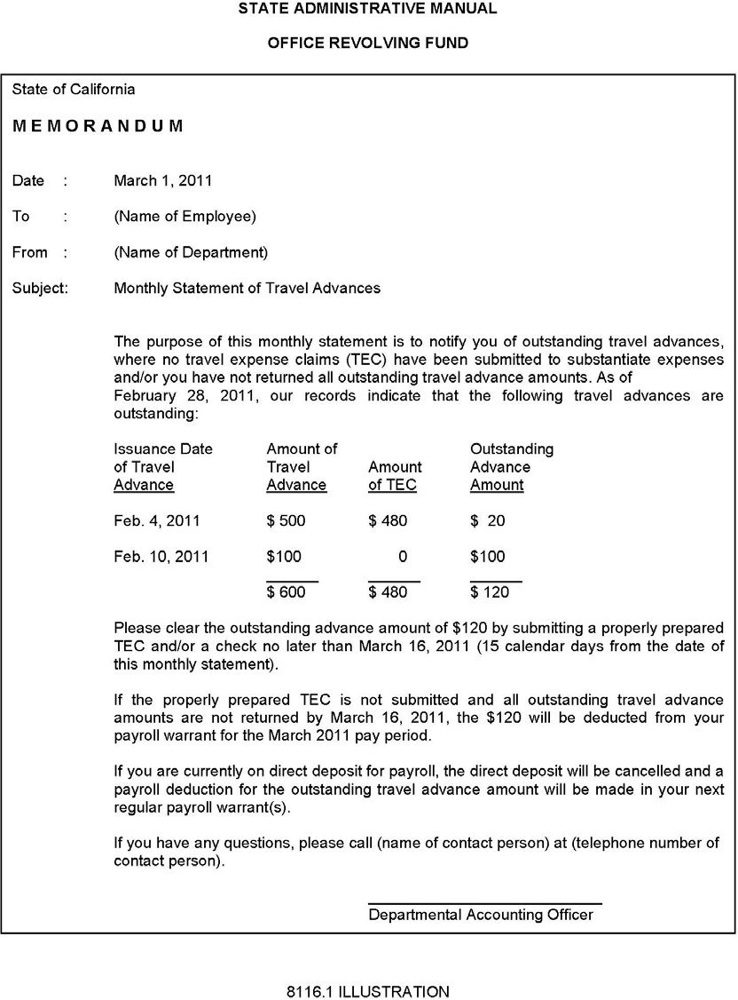 STATE ADMINISTRATIVE MANUAL
OFFICE REVOLVING FUND
State of California
M E M O R A N D U M
Date : March 1, 2011
To : (Name of Employee)
From : (Name of Department)
Subject: Monthly Statement of Travel Advances
The purpose of this monthly statement is to notify you of outstanding travel advances,
where no travel expense claims (TEC) have been submitted to substantiate expenses
and/or you have not returned all outstanding travel advance amounts. As of
February 28, 2011, our records indicate that the following travel advances are
outstanding:
Issuance Date Amount of Outstanding
of Travel Travel Amount Advance
Advance Advance of TEC Amount
Feb. 4, 2011 $ 500 $ 480 $ 20
Feb. 10, 2011 $100 0 $100
$ 600 $ 480 $ 120
Please clear the outstanding advance amount of $120 by submitting a properly prepared
TEC and/or a check no later than March 16, 2011 (15 calendar days from the date of
this monthly statement).
If the properly prepared TEC is not submitted and all outstanding travel advance
amounts are not returned by March 16, 2011, the $120 will be deducted from your
payroll warrant for the March 2011 pay period.
If you are currently on direct deposit for payroll, the direct deposit will be cancelled and a
payroll deduction for the outstanding travel advance amount will be made in your next
regular payroll warrant(s).
If you have any questions, please call (name of contact person) at (telephone number of
contact person).
Departmental Accounting Officer
8116.1 ILLUSTRATION